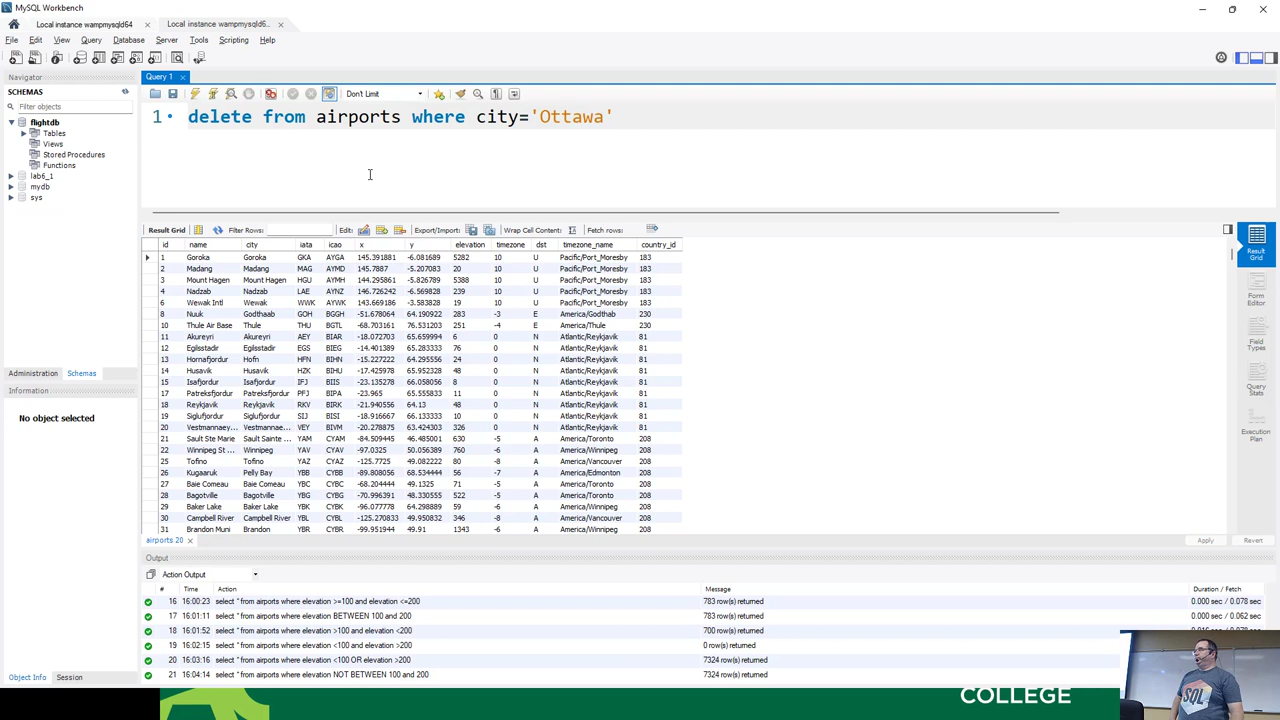 MySQL Workbench
Local instance wampmysqld64 × Local instance wampmysqld6... ×
File Edit View Query Database Server Tools Scripting Help
Navigator
SCHEMAS
Filter objects
flightdb
Tables
Views
Stored Procedures
Functions
lab6_1
mydb
sys
Administration Schemas
Information
No object selected
Object Info Session
Query 1 ×
Don't Limit
1 delete from airports where city='Ottawa'
Result Grid Filter Rows: Edit: Export/Import: Wrap Cell Content: Fetch rows:
id name city iata icao x y elevation timezone dst timezone_name country_id
1 Goroka Goroka GKA AYGA 145.391881 -6.081689 5282 10 U Pacific/Port_Moresby 183
2 Madang Madang MAG AYMD 145.7887 -5.207083 20 10 U Pacific/Port_Moresby 183
3 Mount Hagen Mount Hagen HGU AYMH 144.295861 -5.826789 5388 10 U Pacific/Port_Moresby 183
4 Nadzab Nadzab LAE AYNZ 146.726242 -6.569828 239 10 U Pacific/Port_Moresby 183
6 Wewak Intl Wewak WWK AYWK 143.669186 -3.583828 19 10 U Pacific/Port_Moresby 183
8 Nuuk Godthaab GOH BGGH -51.678064 64.190922 283 -3 E America/Godthab 230
10 Thule Air Base Thule THU BGTL -68.703161 76.531203 251 -4 E America/Thule 230
11 Akureyri Akureyri AEY BIAR -18.072703 65.659994 6 0 N Atlantic/Reykjavik 81
12 Egilsstadir Egilsstadir EGS BIEG -14.401389 65.283333 76 0 N Atlantic/Reykjavik 81
13 Hornafjordur Hofn HFN BIHN -15.227222 64.295556 24 0 N Atlantic/Reykjavik 81
14 Husavik Husavik HZK BIHU -17.425978 65.952328 48 0 N Atlantic/Reykjavik 81
15 Isafjordur Isafjordur IFJ BIIS -23.135278 66.058056 8 0 N Atlantic/Reykjavik 81
17 Patreksfjordur Patreksfjordur PFJ BIPA -23.965 65.555833 11 0 N Atlantic/Reykjavik 81
18 Reykjavik Reykjavik RKV BIRK -21.940556 64.13 48 0 N Atlantic/Reykjavik 81
19 Siglufjordur Siglufjordur SIJ BISI -18.916667 66.133333 10 0 N Atlantic/Reykjavik 81
20 Vestmannaey... Vestmannae... VEY BIVM -20.278875 63.424303 326 0 N Atlantic/Reykjavik 81
21 Sault Ste Marie Sault Sainte ... YAM CYAM -84.509445 46.485001 630 -5 A America/Toronto 208
22 Winnipeg St ... Winnipeg YAV CYAV -97.0325 50.056389 760 -6 A America/Winnipeg 208
25 Tofino Tofino YAZ CYAZ -125.7725 49.082222 80 -8 A America/Vancouver 208
26 Kugaaruk Pelly Bay YBB CYBB -89.808056 68.534444 56 -7 A America/Edmonton 208
27 Baie Comeau Baie Comeau YBC CYBC -68.204444 49.1325 71 -5 A America/Toronto 208
28 Bagotville Bagotville YBG CYBG -70.996391 48.330555 522 -5 A America/Toronto 208
29 Baker Lake Baker Lake YBK CYBK -96.077778 64.298889 59 -6 A America/Winnipeg 208
30 Campbell River Campbell River YBL CYBL -125.270833 49.950832 346 -8 A America/Vancouver 208
31 Brandon Muni Brandon YBR CYBR -99.951944 49.91 1343 -6 A America/Winnipeg 208
Result Grid
Form Editor
Field Types
Query Stats
Execution Plan
airports 20 × Apply Revert
Output
Action Output
# Time Action Message Duration / Fetch
16 16:00:23 select * from airports where elevation >=100 and elevation <=200 783 row(s) returned 0.000 sec / 0.078 sec
17 16:01:11 select * from airports where elevation BETWEEN 100 and 200 783 row(s) returned 0.000 sec / 0.062 sec
18 16:01:52 select * from airports where elevation >100 and elevation <200 700 row(s) returned
19 16:02:15 select * from airports where elevation <100 and elevation >200 0 row(s) returned
20 16:03:16 select * from airports where elevation <100 OR elevation >200 7324 row(s) returned
21 16:04:14 select * from airports where elevation NOT BETWEEN 100 and 200 7324 row(s) returned
SQL
COLLEGE